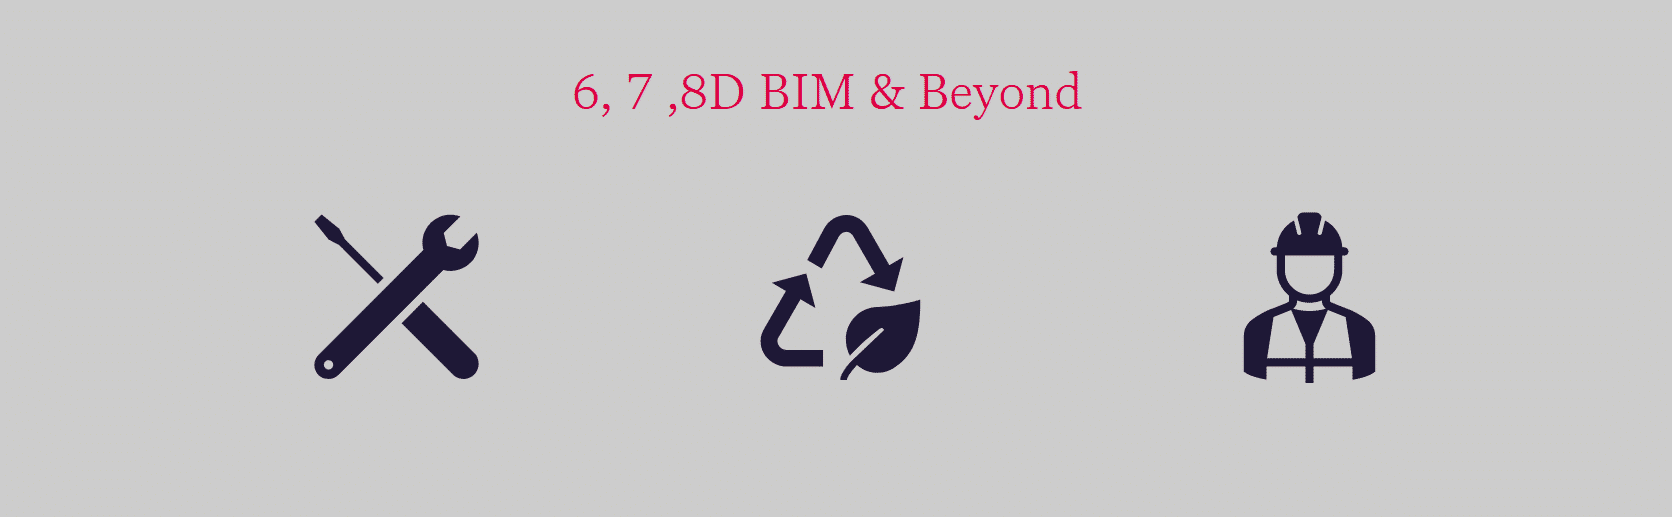 6, 7 ,8D BIM & Beyond